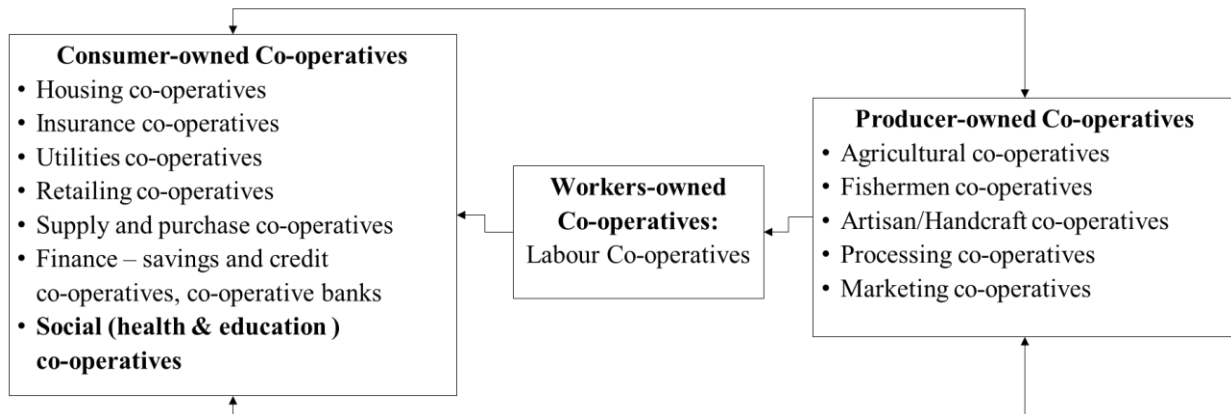 Consumer-owned Co-operatives
• Housing co-operatives
• Insurance co-operatives
• Utilities co-operatives
• Retailing co-operatives
• Supply and purchase co-operatives
• Finance – savings and credit
co-operatives, co-operative banks
• Social (health & education )
co-operatives
Workers-owned
Co-operatives:
Labour Co-operatives
Producer-owned Co-operatives
• Agricultural co-operatives
• Fishermen co-operatives
• Artisan/Handcraft co-operatives
• Processing co-operatives
• Marketing co-operatives